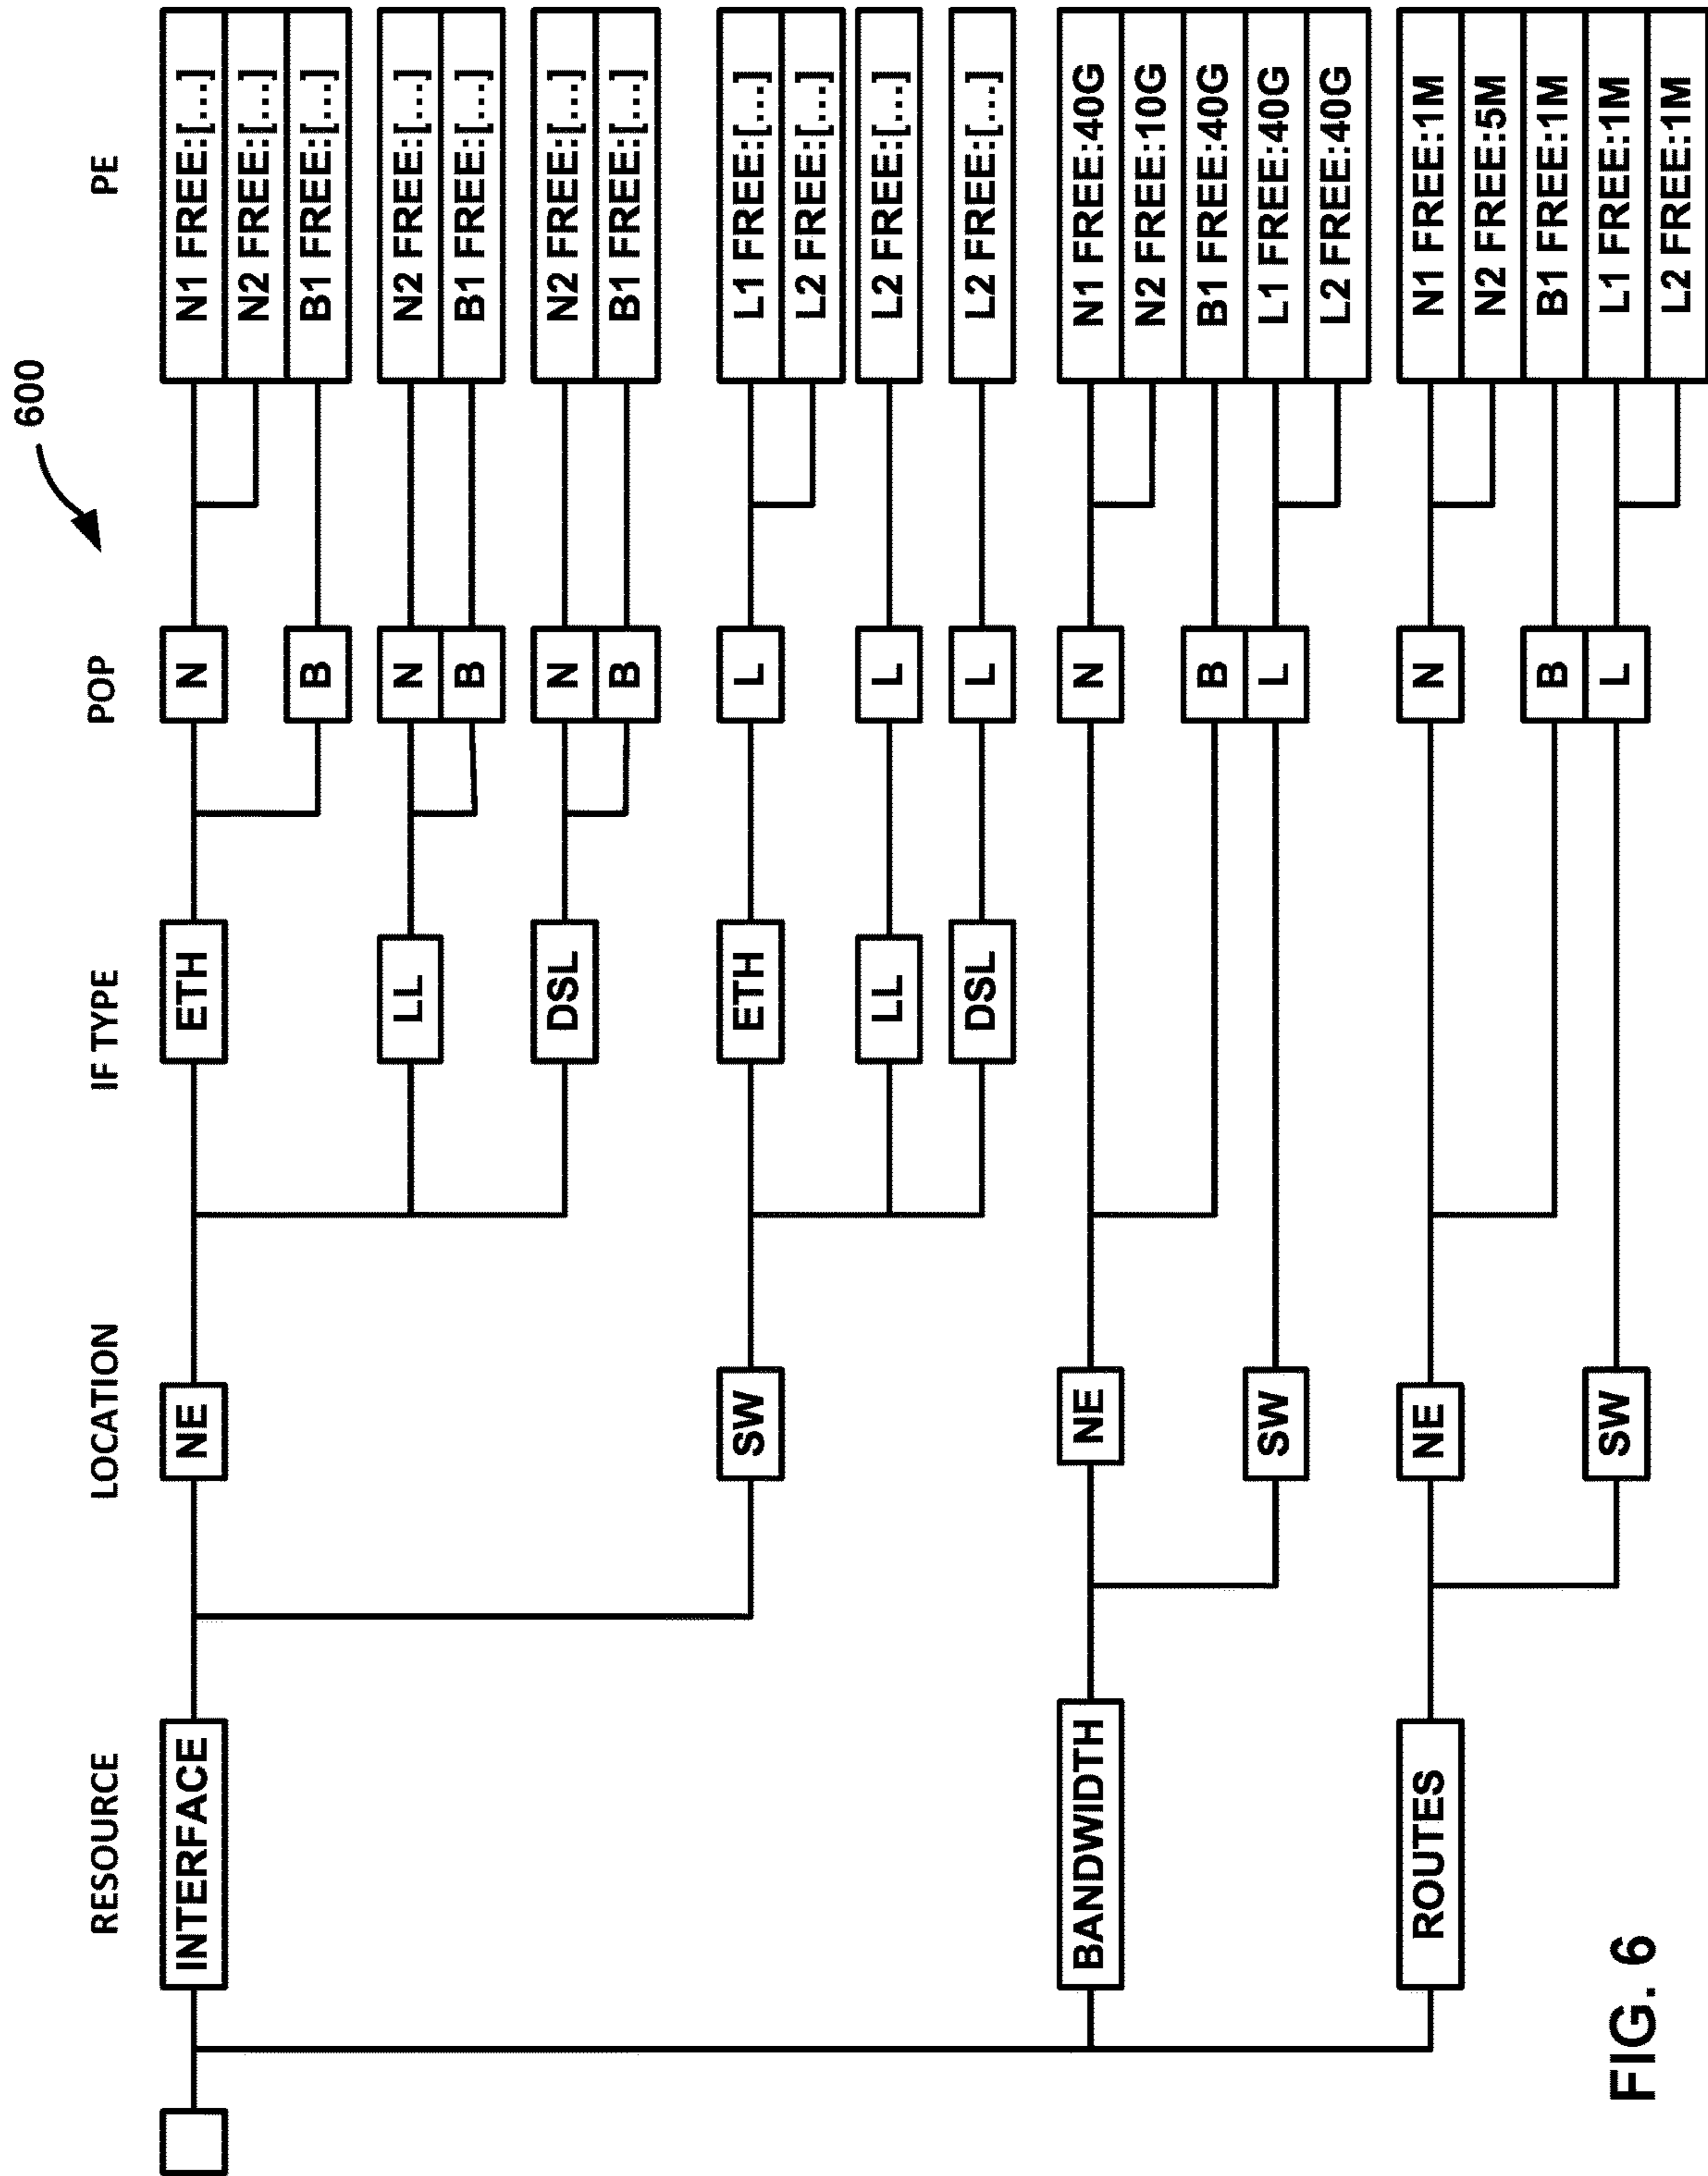 600
RESOURCE LOCATION IF TYPE POP PE
INTERFACE NE ETH N N1 FREE:[...]
N2 FREE:[...]
B B1 FREE:[...]
LL N N2 FREE:[...]
B B1 FREE:[...]
DSL N N2 FREE:[...]
B B1 FREE:[...]
SW ETH L L1 FREE:[...]
L2 FREE:[...]
LL L L2 FREE:[...]
DSL L L2 FREE:[...]
BANDWIDTH NE N N1 FREE:40G
N2 FREE:10G
B B1 FREE:40G
SW L L1 FREE:40G
L2 FREE:40G
ROUTES NE N N1 FREE:1M
N2 FREE:5M
B B1 FREE:1M
SW L L1 FREE:1M
L2 FREE:1M
FIG. 6